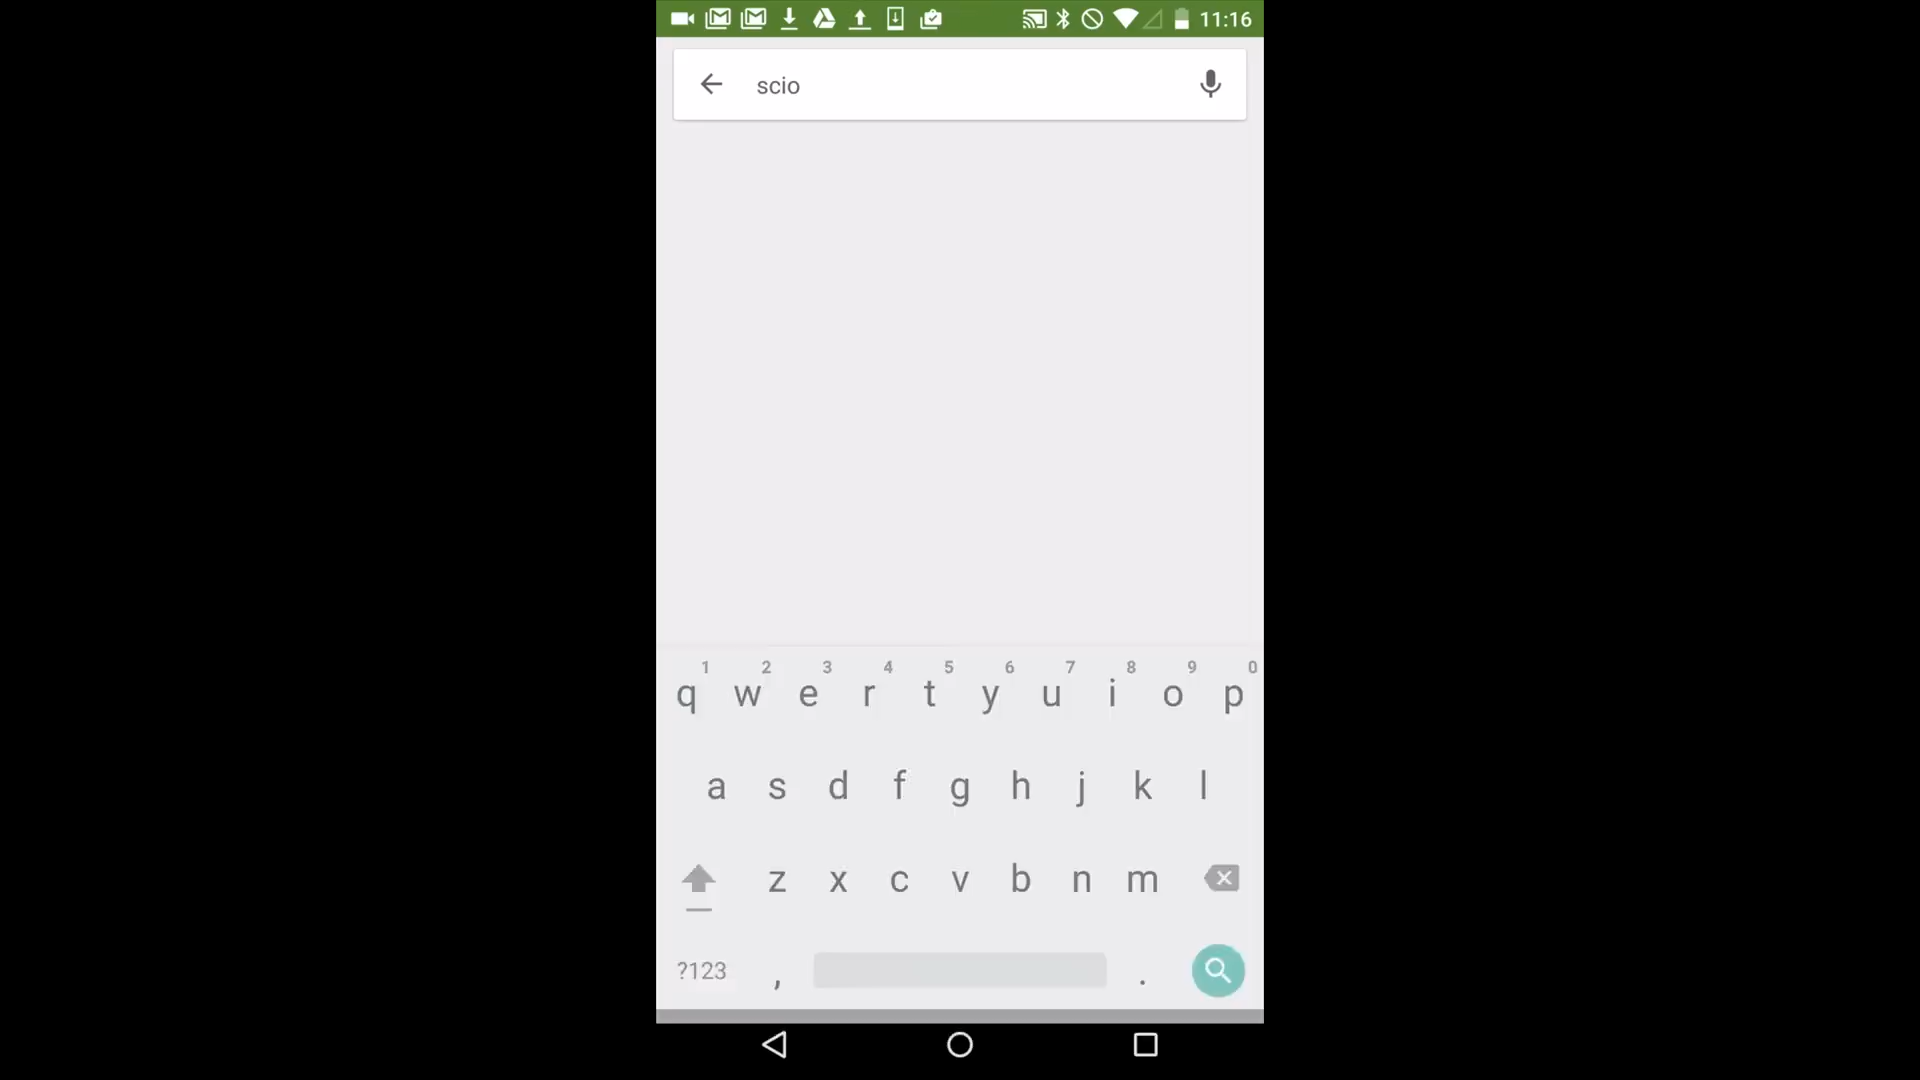 11:16
scio
1 2 3 4 5 6 7 8 9 0
q w e r t y u i o p
a s d f g h j k l
z x c v b n m
?123 , .